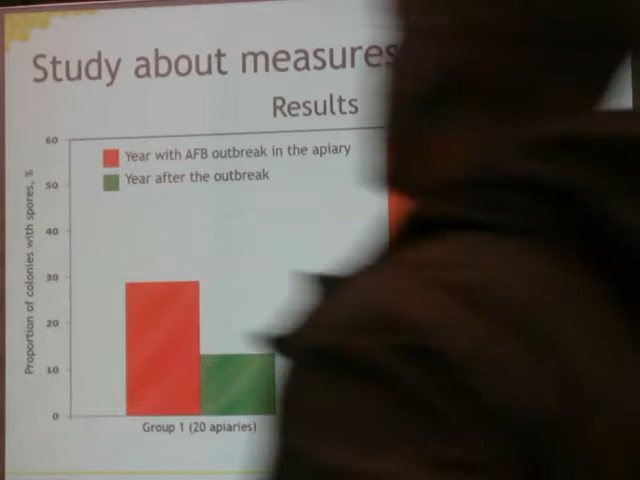 Study about measures
Results
Year with AFB outbreak in the apiary
Year after the outbreak
Proportion of colonies with spores, %
60
50
40
30
20
10
0
Group 1 (20 apiaries)